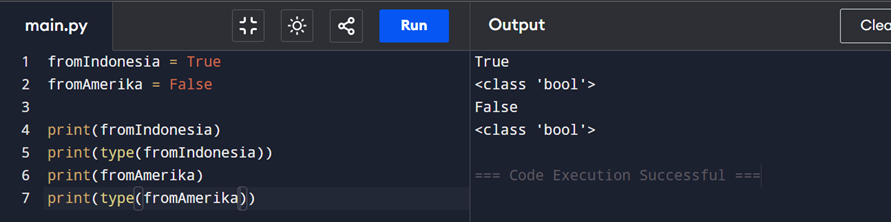 main.py
Run
Output
Clea
1 fromIndonesia = True
2 fromAmerika = False
3
4 print(fromIndonesia)
5 print(type(fromIndonesia))
6 print(fromAmerika)
7 print(type(fromAmerika))
True
<class 'bool'>
False
<class 'bool'>
=== Code Execution Successful ===